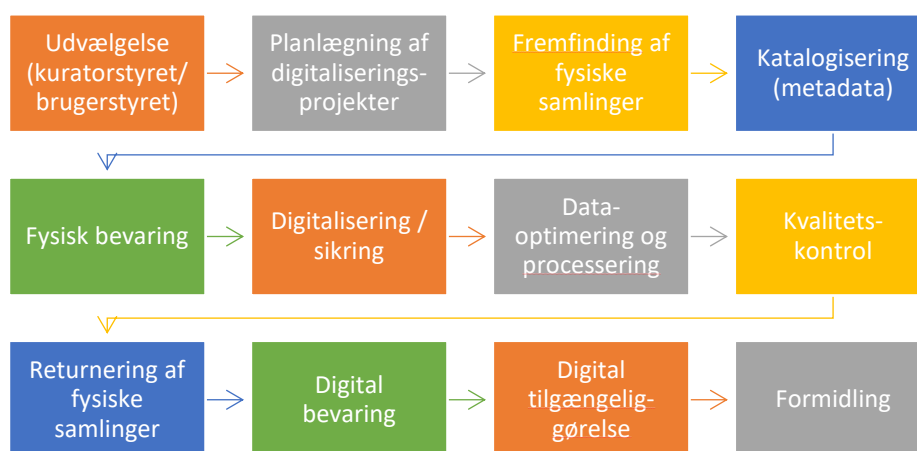 Udvælgelse
(kuratorstyret/
brugerstyret)
Planlægning af
digitaliserings-
projekter
Fremfinding af
fysiske
samlinger
Katalogisering
(metadata)
Fysisk bevaring
Digitalisering /
sikring
Data-
optimering og
processering
Kvalitets-
kontrol
Returnering af
fysiske
samlinger
Digital
bevaring
Digital
tilgængelig-
gørelse
Formidling